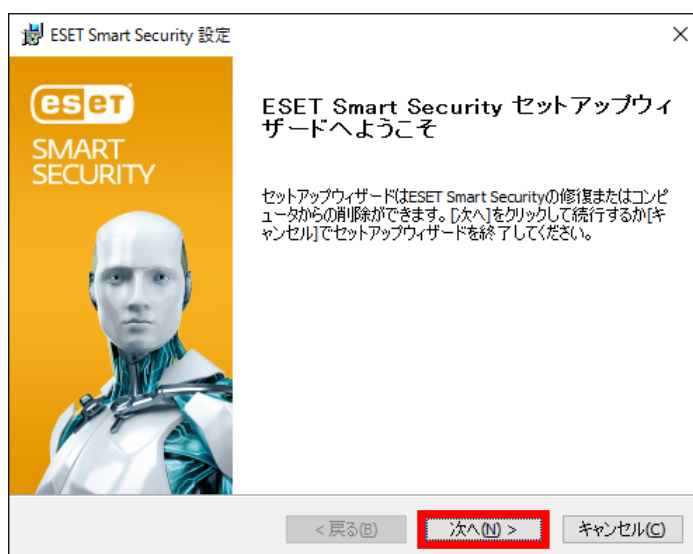 ESET Smart Security 設定
eset
SMART
SECURITY
ESET Smart Security セットアップウィ
ザードへようこそ
セットアップウィザードはESET Smart Securityの修復またはコンピ
ュータからの削除ができます。[次へ]をクリックして続行するか[キ
ャンセル]でセットアップウィザードを終了してください。
< 戻る(B)
次へ(N) >
キャンセル(C)